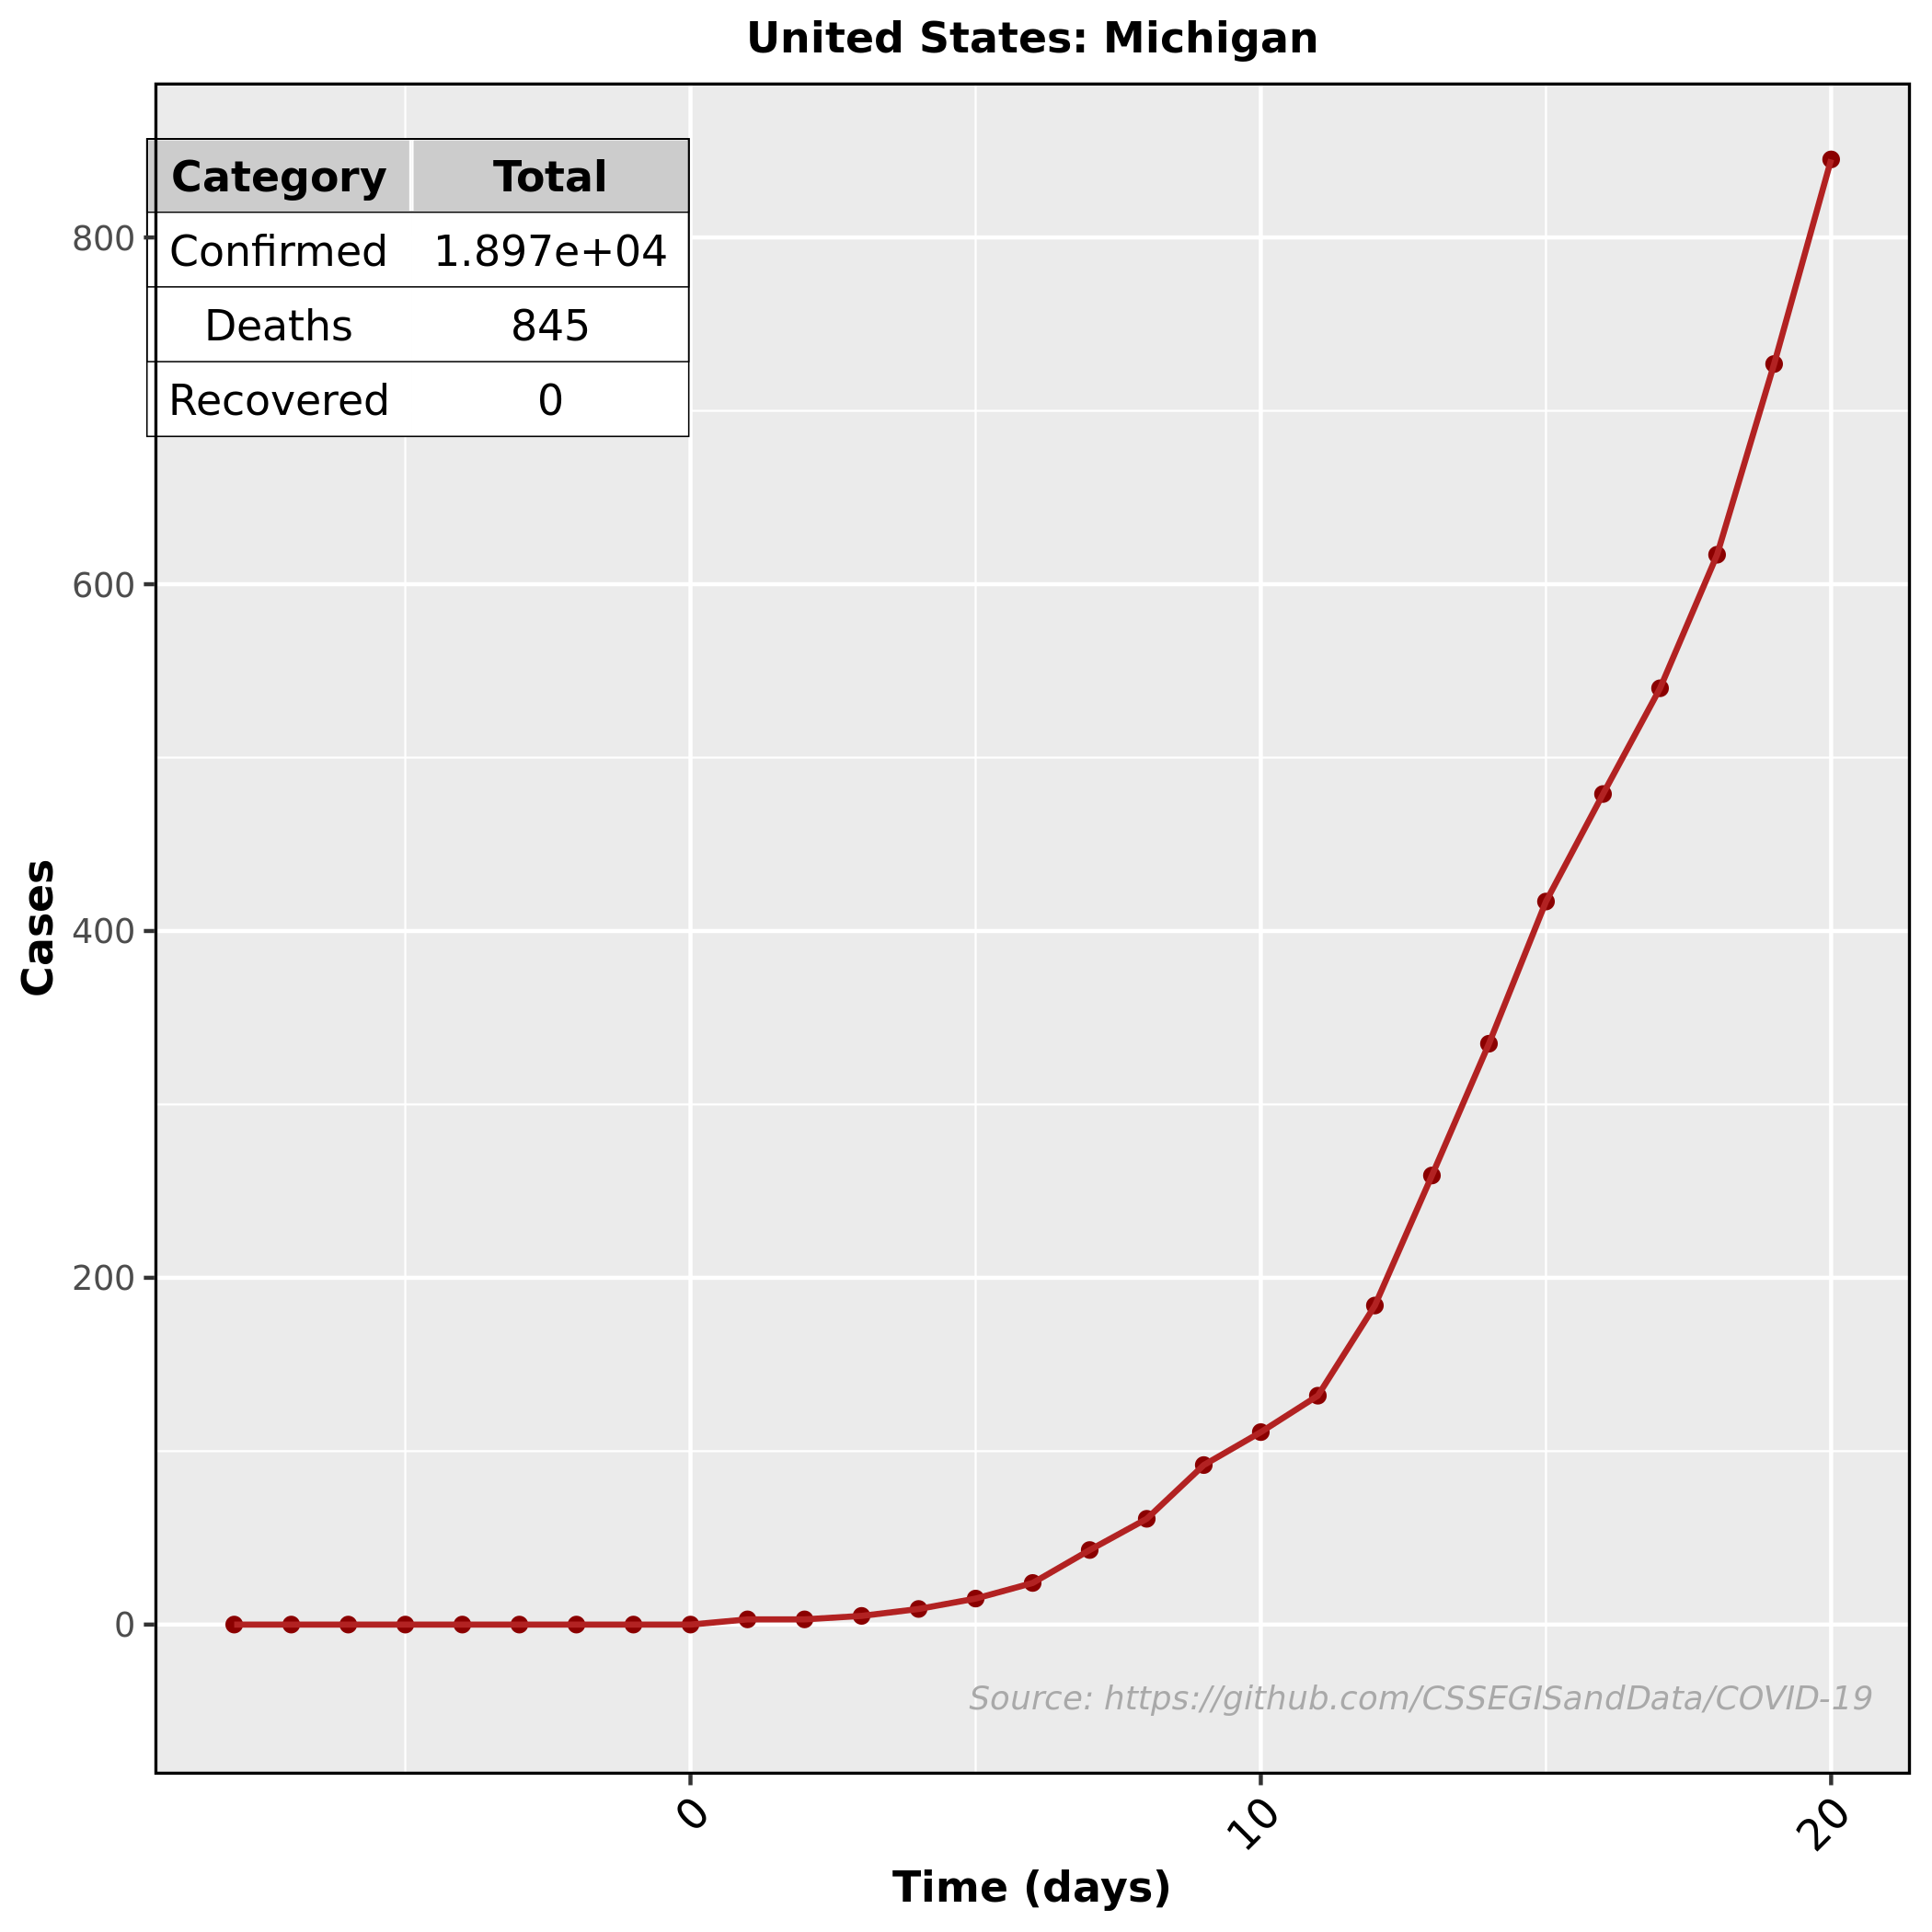 United States: Michigan
Category Total
Confirmed 1.897e+04
Deaths 845
Recovered 0
800
600
400
200
0
Cases
Source: https://github.com/CSSEGISandData/COVID-19
0 10 20
Time (days)